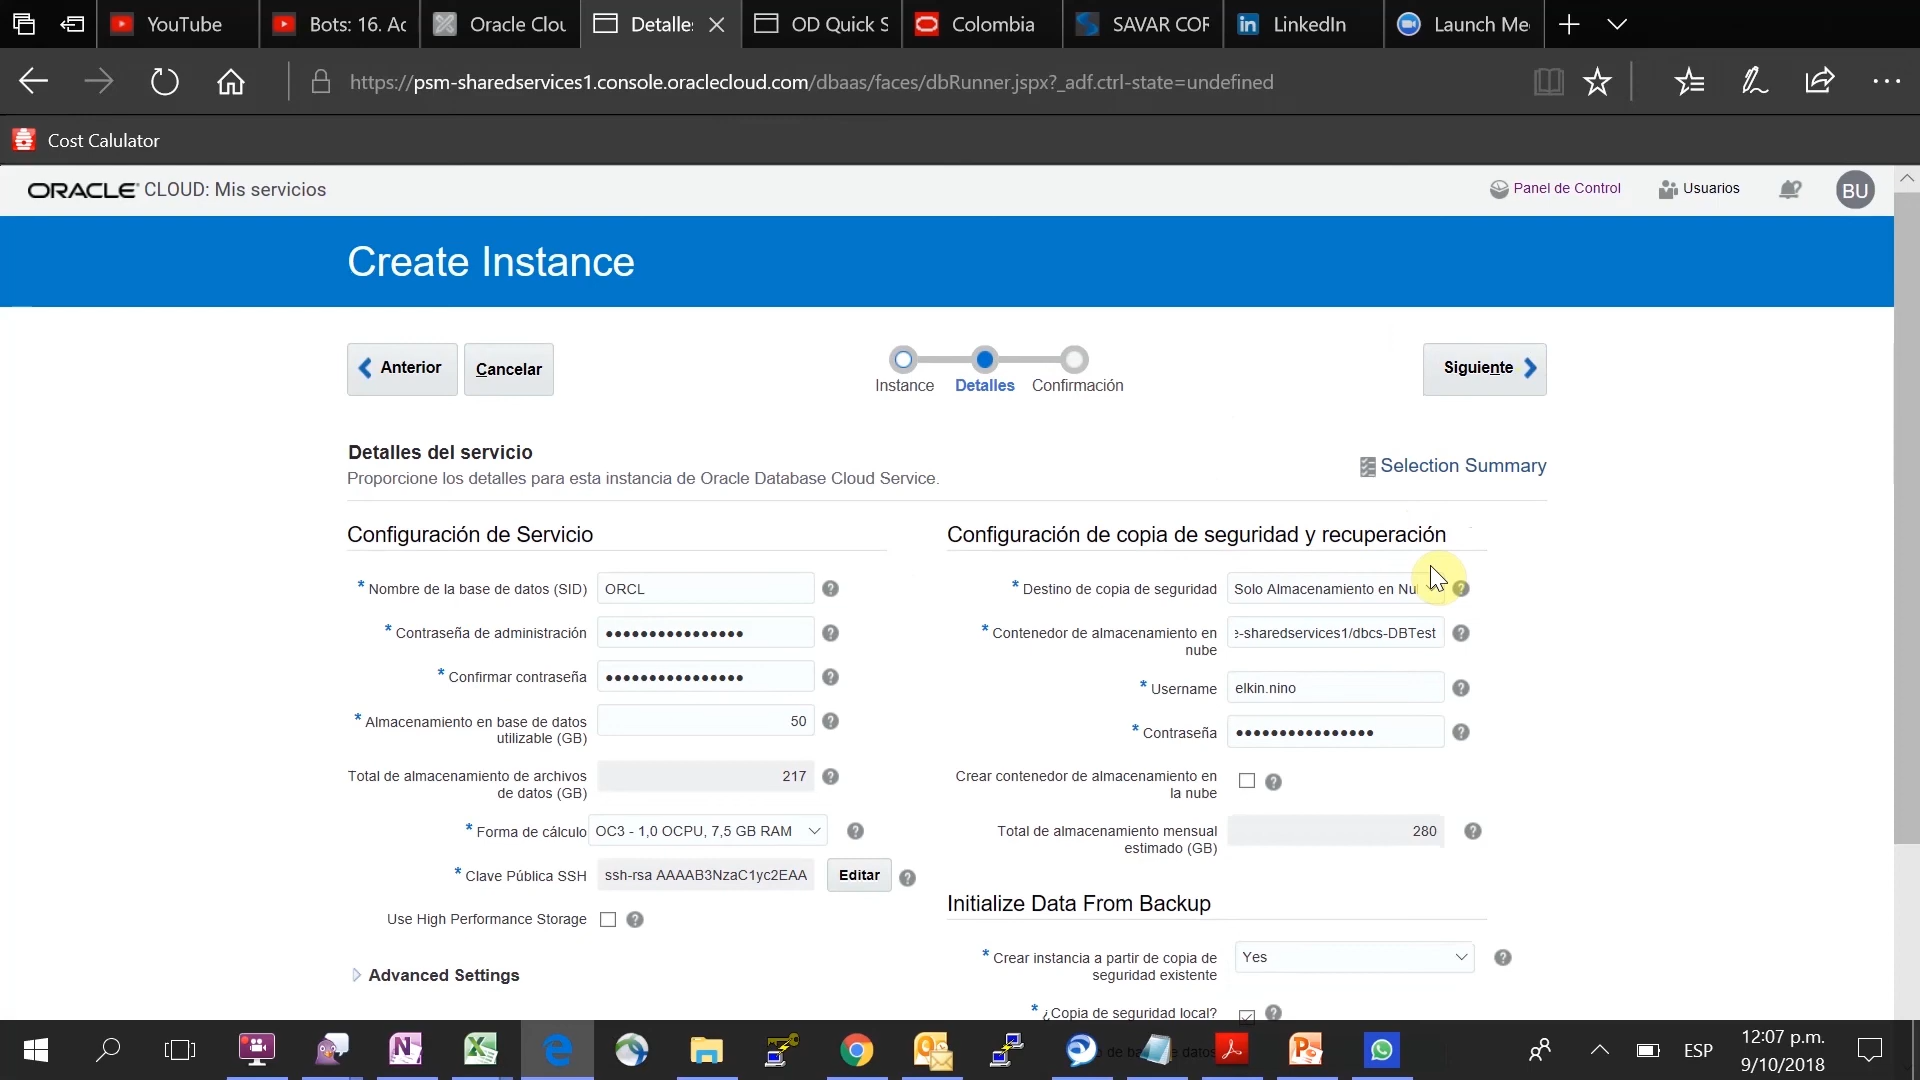 YouTube
Bots: 16. Ac
Oracle Clou
Detalles
OD Quick S
Colombia
SAVAR COR
LinkedIn
Launch Me
https://psm-sharedservices1.console.oraclecloud.com/dbaas/faces/dbRunner.jspx?_adf.ctrl-state=undefined
Cost Calulator
ORACLE CLOUD: Mis servicios
Panel de Control
Usuarios
BU
Create Instance
Anterior
Cancelar
Instance
Detalles
Confirmación
Siguiente
Detalles del servicio
Proporcione los detalles para esta instancia de Oracle Database Cloud Service.
Selection Summary
Configuración de Servicio
* Nombre de la base de datos (SID) ORCL
* Contraseña de administración ••••••••••••••••
* Confirmar contraseña ••••••••••••••••
* Almacenamiento en base de datos
utilizable (GB) 50
Total de almacenamiento de archivos
de datos (GB) 217
* Forma de cálculo OC3 - 1,0 OCPU, 7,5 GB RAM
* Clave Pública SSH ssh-rsa AAAAB3NzaC1yc2EAA Editar
Use High Performance Storage
Advanced Settings
Configuración de copia de seguridad y recuperación
* Destino de copia de seguridad Solo Almacenamiento en Nu
* Contenedor de almacenamiento en
nube e-sharedservices1/dbcs-DBTest
* Username elkin.nino
* Contraseña ••••••••••••••••
Crear contenedor de almacenamiento en
la nube
Total de almacenamiento mensual
estimado (GB) 280
Initialize Data From Backup
* Crear instancia a partir de copia de
seguridad existente Yes
* ¿Copia de seguridad local?
de base de datos
ESP
12:07 p.m.
9/10/2018